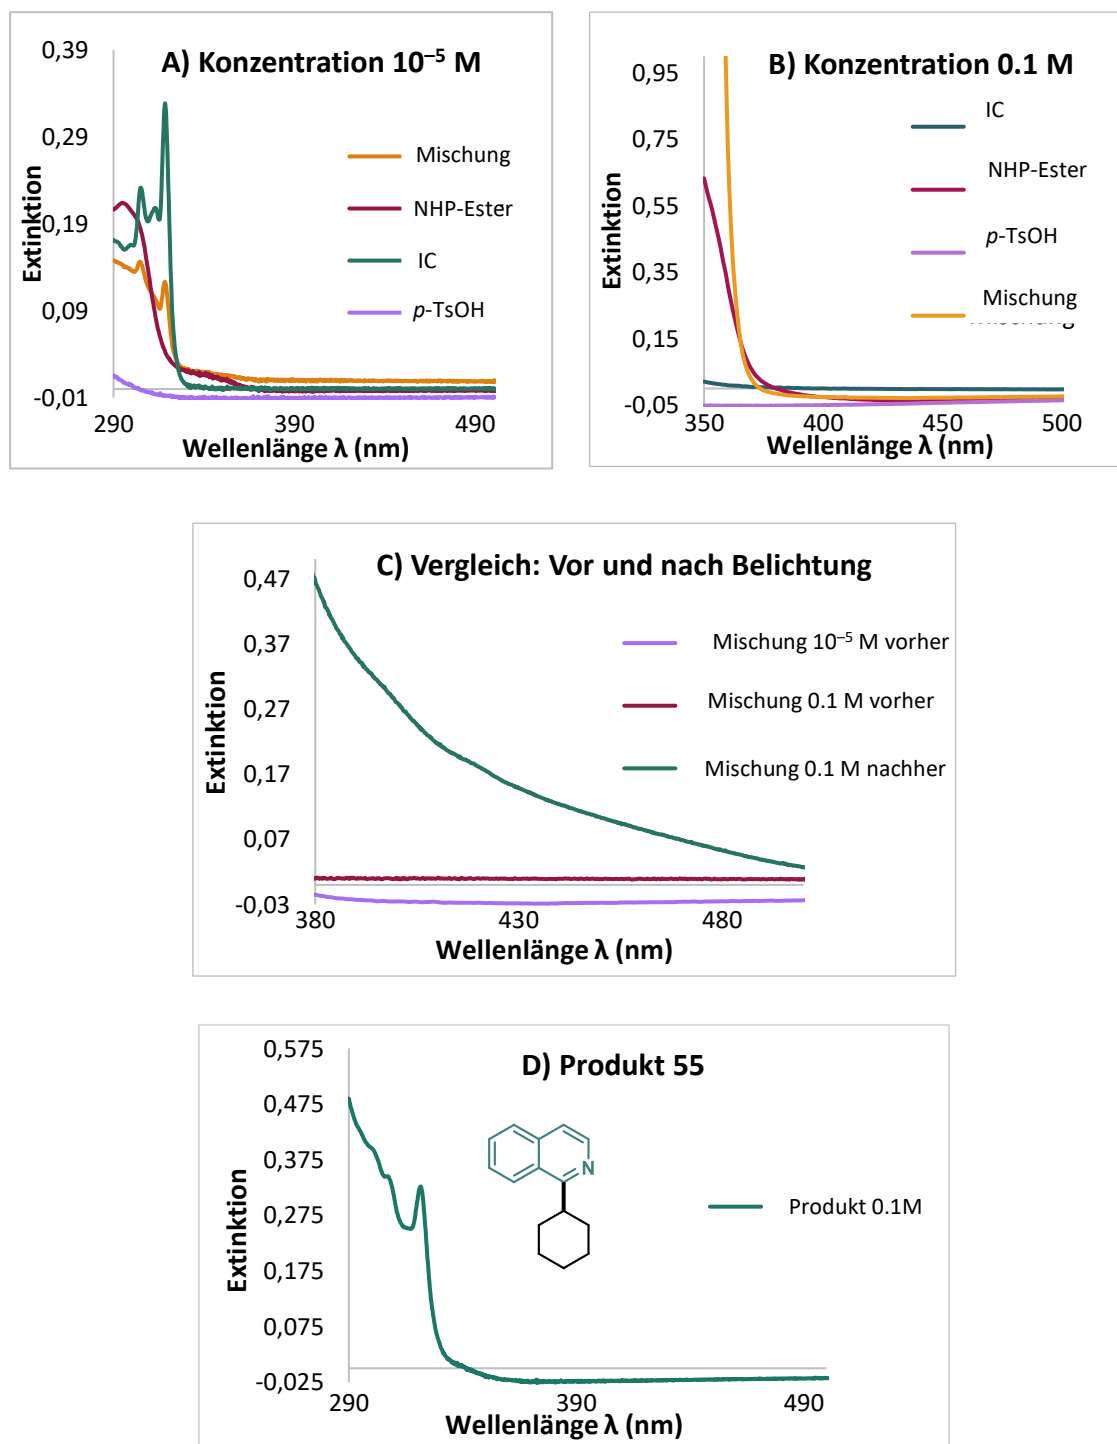 A) Konzentration 10⁻⁵ M
0,39
0,29
0,19
0,09
-0,01
Extinktion
290
390
490
Wellenlänge λ (nm)
Mischung
NHP-Ester
IC
p-TsOH
B) Konzentration 0.1 M
0,95
0,75
0,55
0,35
0,15
-0,05
Extinktion
350
400
450
500
Wellenlänge λ (nm)
IC
NHP-Ester
p-TsOH
Mischung
C) Vergleich: Vor und nach Belichtung
0,47
0,37
0,27
0,17
0,07
-0,03
Extinktion
380
430
480
Wellenlänge λ (nm)
Mischung 10⁻⁵ M vorher
Mischung 0.1 M vorher
Mischung 0.1 M nachher
D) Produkt 55
0,575
0,475
0,375
0,275
0,175
0,075
-0,025
Extinktion
290
390
490
Wellenlänge λ (nm)
N
Produkt 0.1M